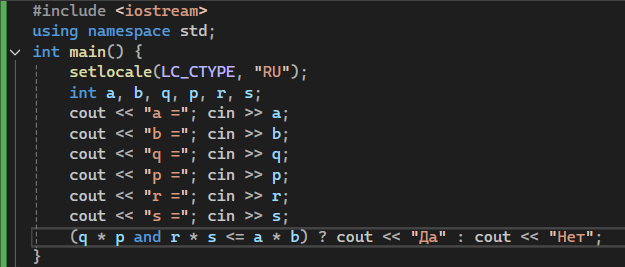 #include <iostream>
using namespace std;
int main() {
setlocale(LC_CTYPE, "RU");
int a, b, q, p, r, s;
cout << "a ="; cin >> a;
cout << "b ="; cin >> b;
cout << "q ="; cin >> q;
cout << "p ="; cin >> p;
cout << "r ="; cin >> r;
cout << "s ="; cin >> s;
(q * p and r * s <= a * b) ? cout << "Да" : cout << "Нет";
}